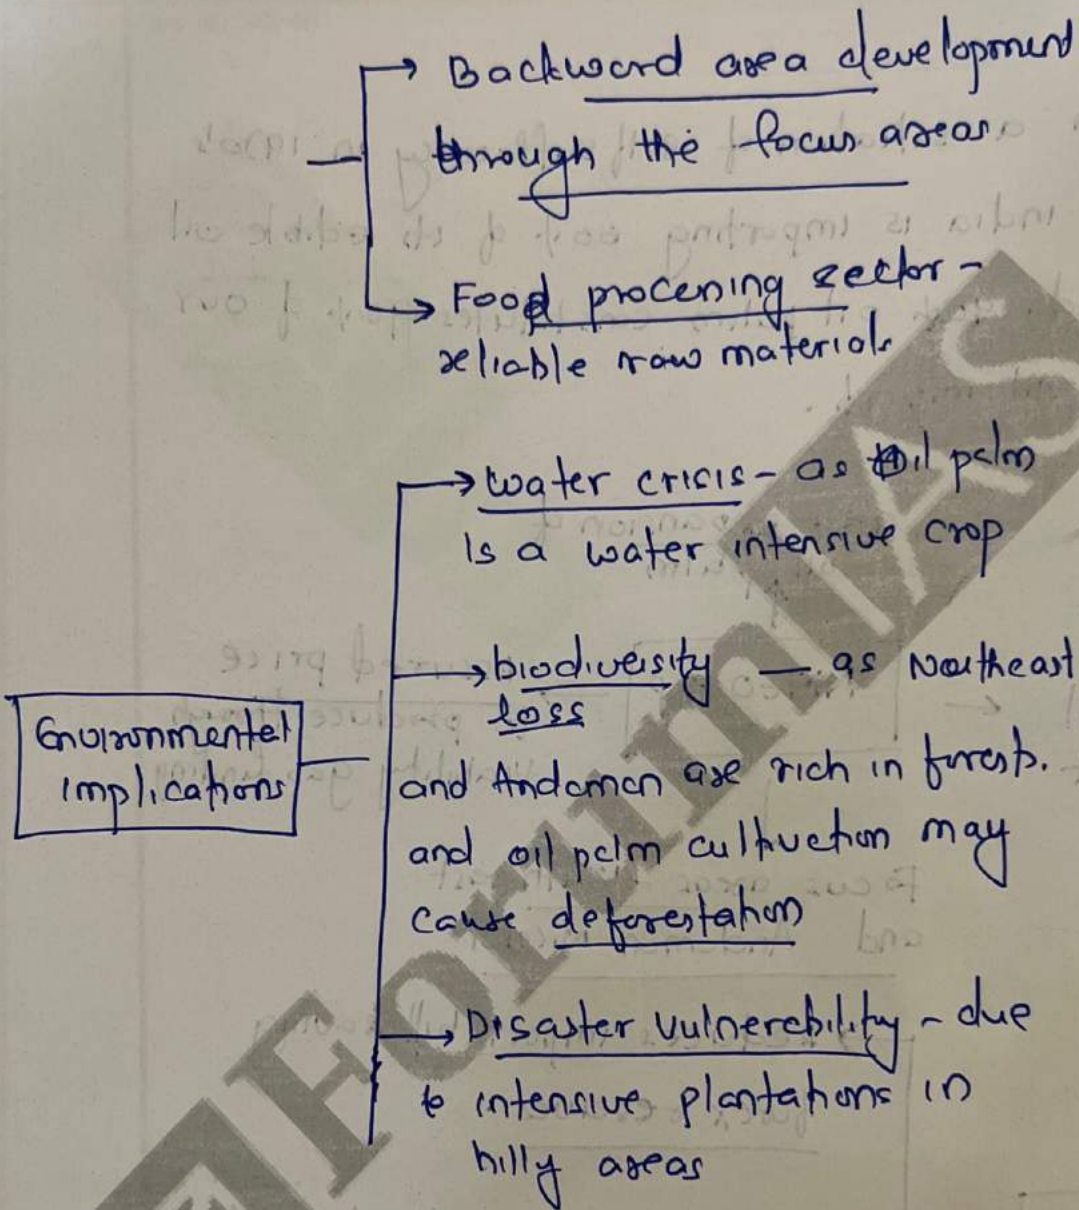 Backward area development
through the focus areas
Food processing sector -
reliable raw materials
Water crisis - as oil palm
is a water intensive crop
biodiversity — as Northeast
loss
Environmental
implications
and Andaman are rich in forests.
and oil palm cultivation may
cause deforestation
Disaster vulnerability - due
to intensive plantations in
hilly areas
ForumIAS